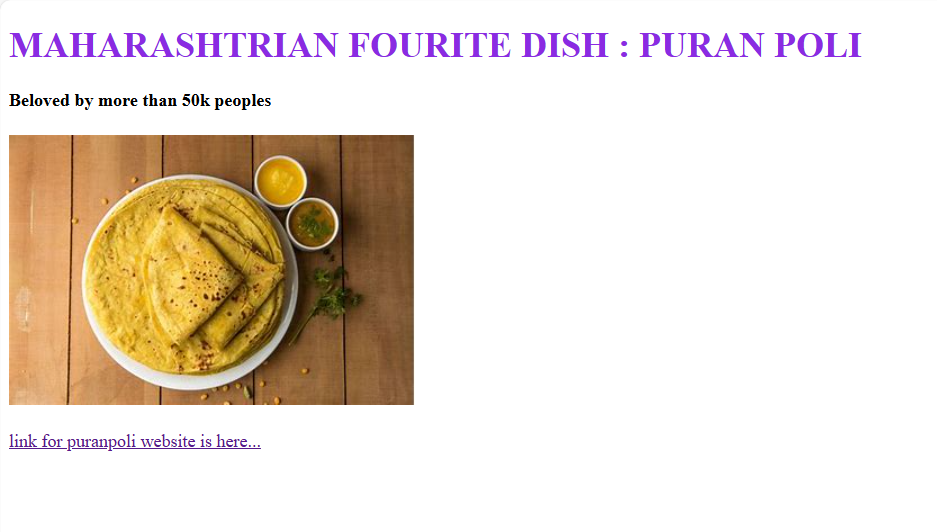 MAHARASHTRIAN FOURITE DISH : PURAN POLI
Beloved by more than 50k peoples
link for puranpoli website is here...